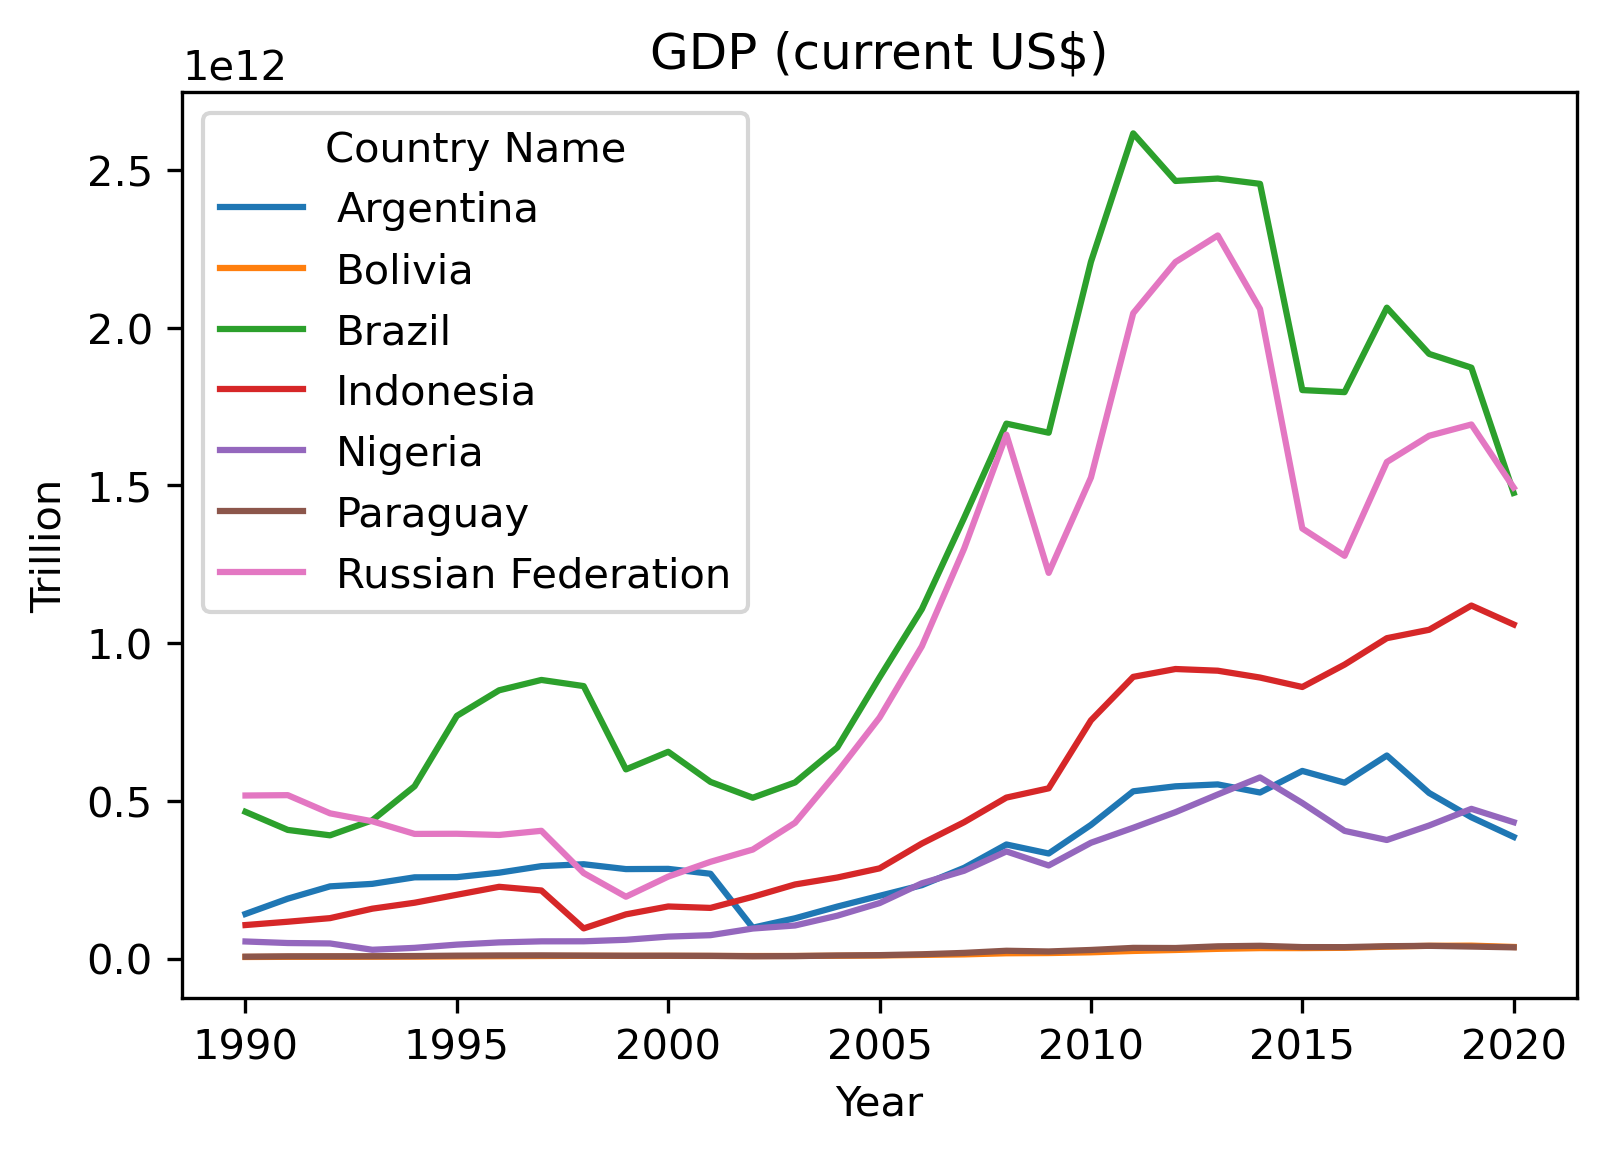 GDP (current US$)
1e12
Country Name
Argentina
Bolivia
Brazil
Indonesia
Nigeria
Paraguay
Russian Federation
Trillion
2.5
2.0
1.5
1.0
0.5
0.0
1990 1995 2000 2005 2010 2015 2020
Year